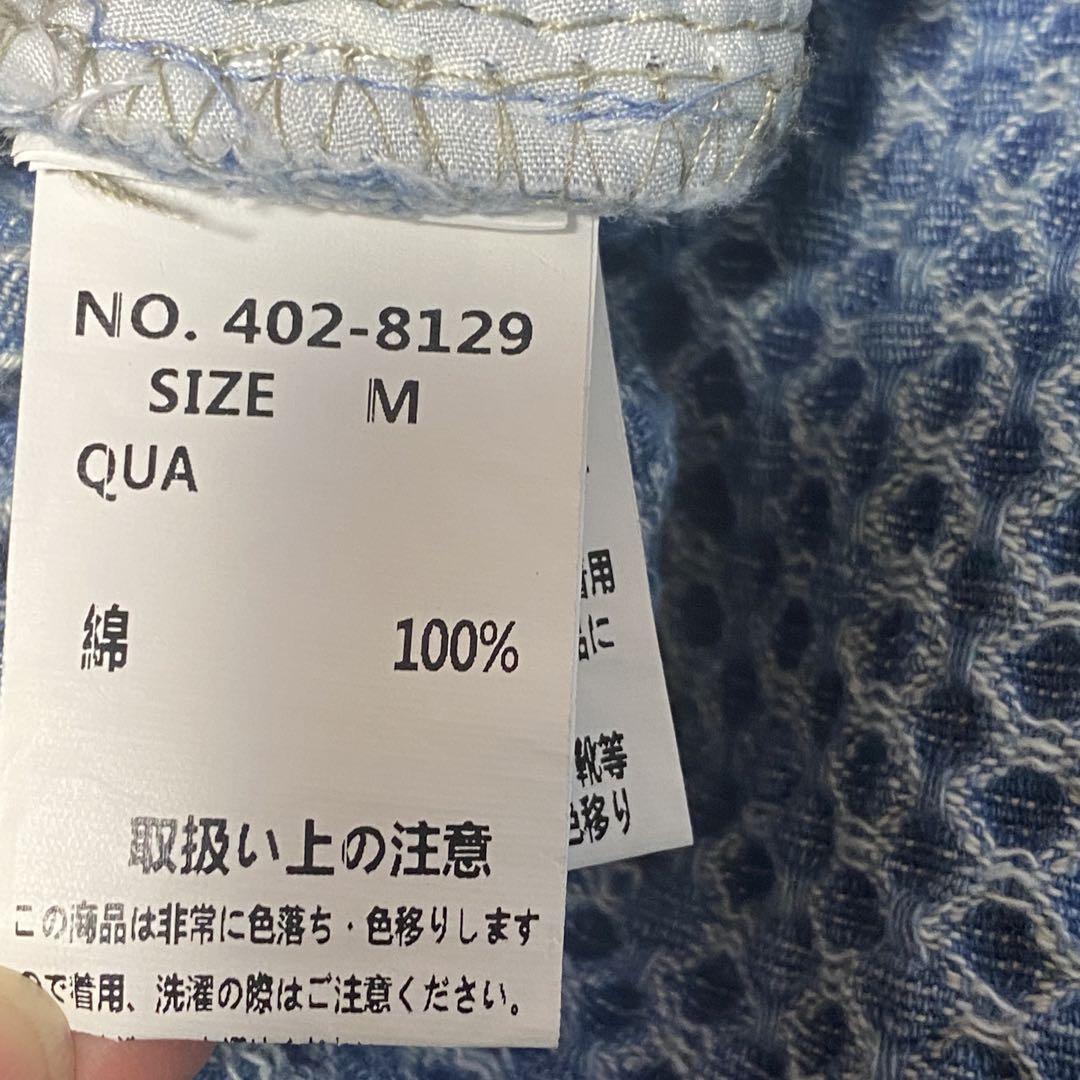 NO. 402-8129
SIZE M
QUA
綿 100%
取扱い上の注意
この商品は非常に色落ち・色移りします
ので着用、洗濯の際はご注意ください。
着用
に
靴等
色移り